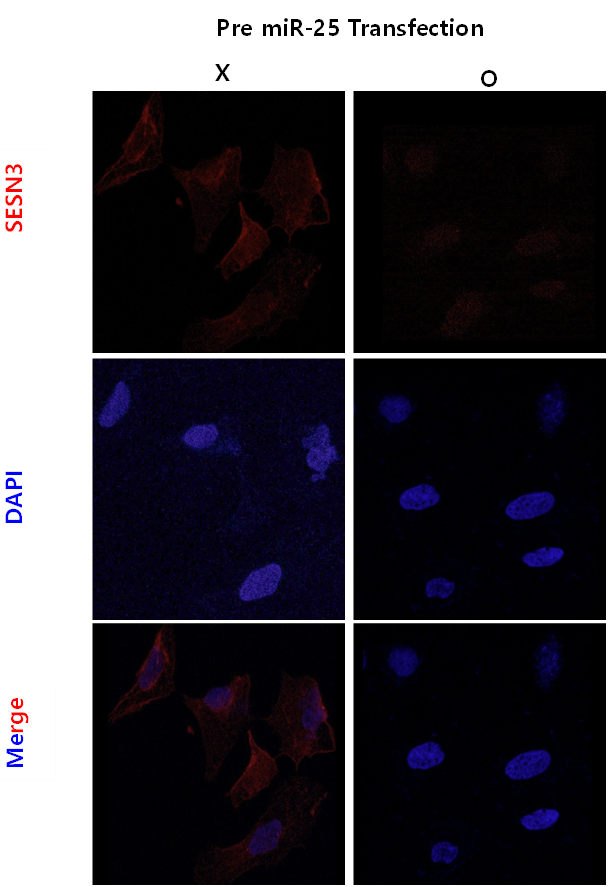 Pre miR-25 Transfection
X
O
SESN3
DAPI
Merge